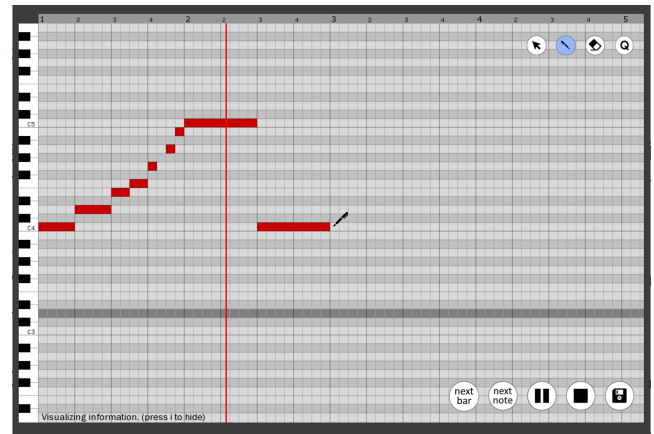 1 2 3 4 2 2 3 4 3 2 3 4 4 2 3 4 5
Q
C5
C4
C3
next bar
next note
Visualizing information. (press i to hide)